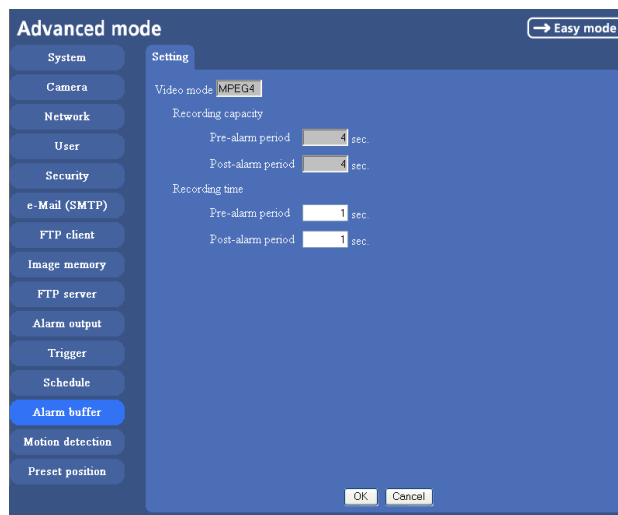 Advanced mode
→ Easy mode
System
Camera
Network
User
Security
e-Mail (SMTP)
FTP client
Image memory
FTP server
Alarm output
Trigger
Schedule
Alarm buffer
Motion detection
Preset position
Setting
Video mode MPEG4
Recording capacity
Pre-alarm period 4 sec.
Post-alarm period 4 sec.
Recording time
Pre-alarm period 1 sec.
Post-alarm period 1 sec.
OK Cancel